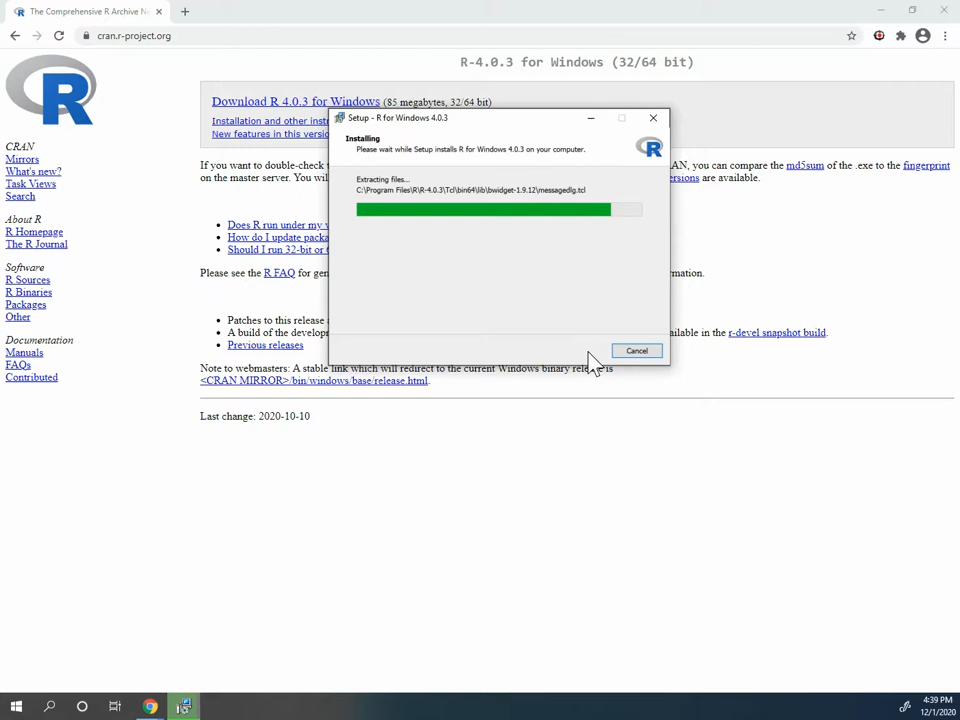 The Comprehensive R Archive Ne
cran.r-project.org
R
CRAN
Mirrors
What's new?
Task Views
Search
About R
R Homepage
The R Journal
Software
R Sources
R Binaries
Packages
Other
Documentation
Manuals
FAQs
Contributed
R-4.0.3 for Windows (32/64 bit)
Download R 4.0.3 for Windows (85 megabytes, 32/64 bit)
Installation and other instr
New features in this versio
If you want to double-check t
AN, you can compare the md5sum of the .exe to the fingerprint
on the master server. You will
ersions are available.
Does R run under my v
How do I update packa
Should I run 32-bit or 6
Please see the R FAQ for gen
rmation.
Patches to this release a
A build of the developm
ailable in the r-devel snapshot build.
Previous releases
Note to webmasters: A stable link which will redirect to the current Windows binary release is
<CRAN MIRROR>/bin/windows/base/release.html.
Last change: 2020-10-10
Setup - R for Windows 4.0.3
Installing
Please wait while Setup installs R for Windows 4.0.3 on your computer.
R
Extracting files...
C:\Program Files\R\R-4.0.3\Tcl\bin64\lib\bwidget-1.9.12\messagedlg.tcl
Cancel
4:39 PM
12/1/2020